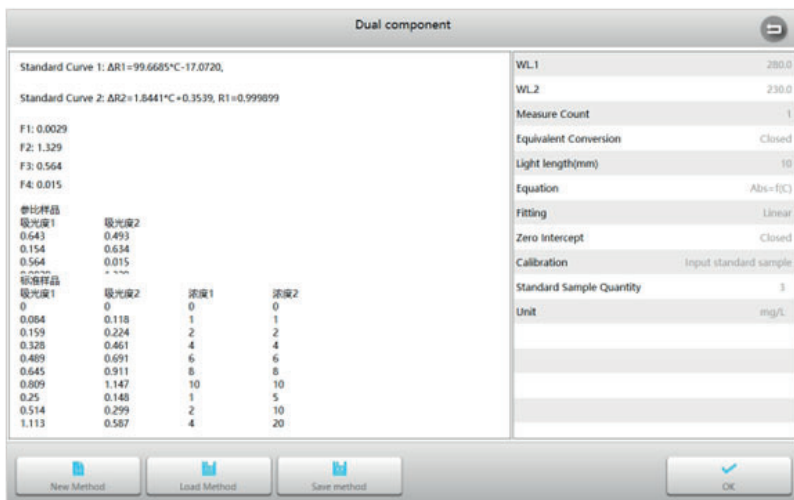 Dual component
Standard Curve 1: ΔR1=99.6685*C-17.0720,
Standard Curve 2: ΔR2=1.8441*C+0.3539, R1=0.999899
F1: 0.0029
F2: 1.329
F3: 0.564
F4: 0.015
参比样品
吸光度1 吸光度2
0.643 0.493
0.154 0.634
0.564 0.015
标准样品
吸光度1 吸光度2 浓度1 浓度2
0 0 0 0
0.084 0.118 1 1
0.159 0.224 2 2
0.328 0.461 4 4
0.489 0.691 6 6
0.645 0.911 8 8
0.809 1.147 10 10
0.25 0.148 1 5
0.514 0.299 2 10
1.113 0.587 4 20
WL.1 280.0
WL.2 230.0
Measure Count 1
Equivalent Conversion Closed
Light length(mm) 10
Equation Abs=f(C)
Fitting Linear
Zero Intercept Closed
Calibration Input standard sample
Standard Sample Quantity 3
Unit mg/L
New Method Load Method Save method OK